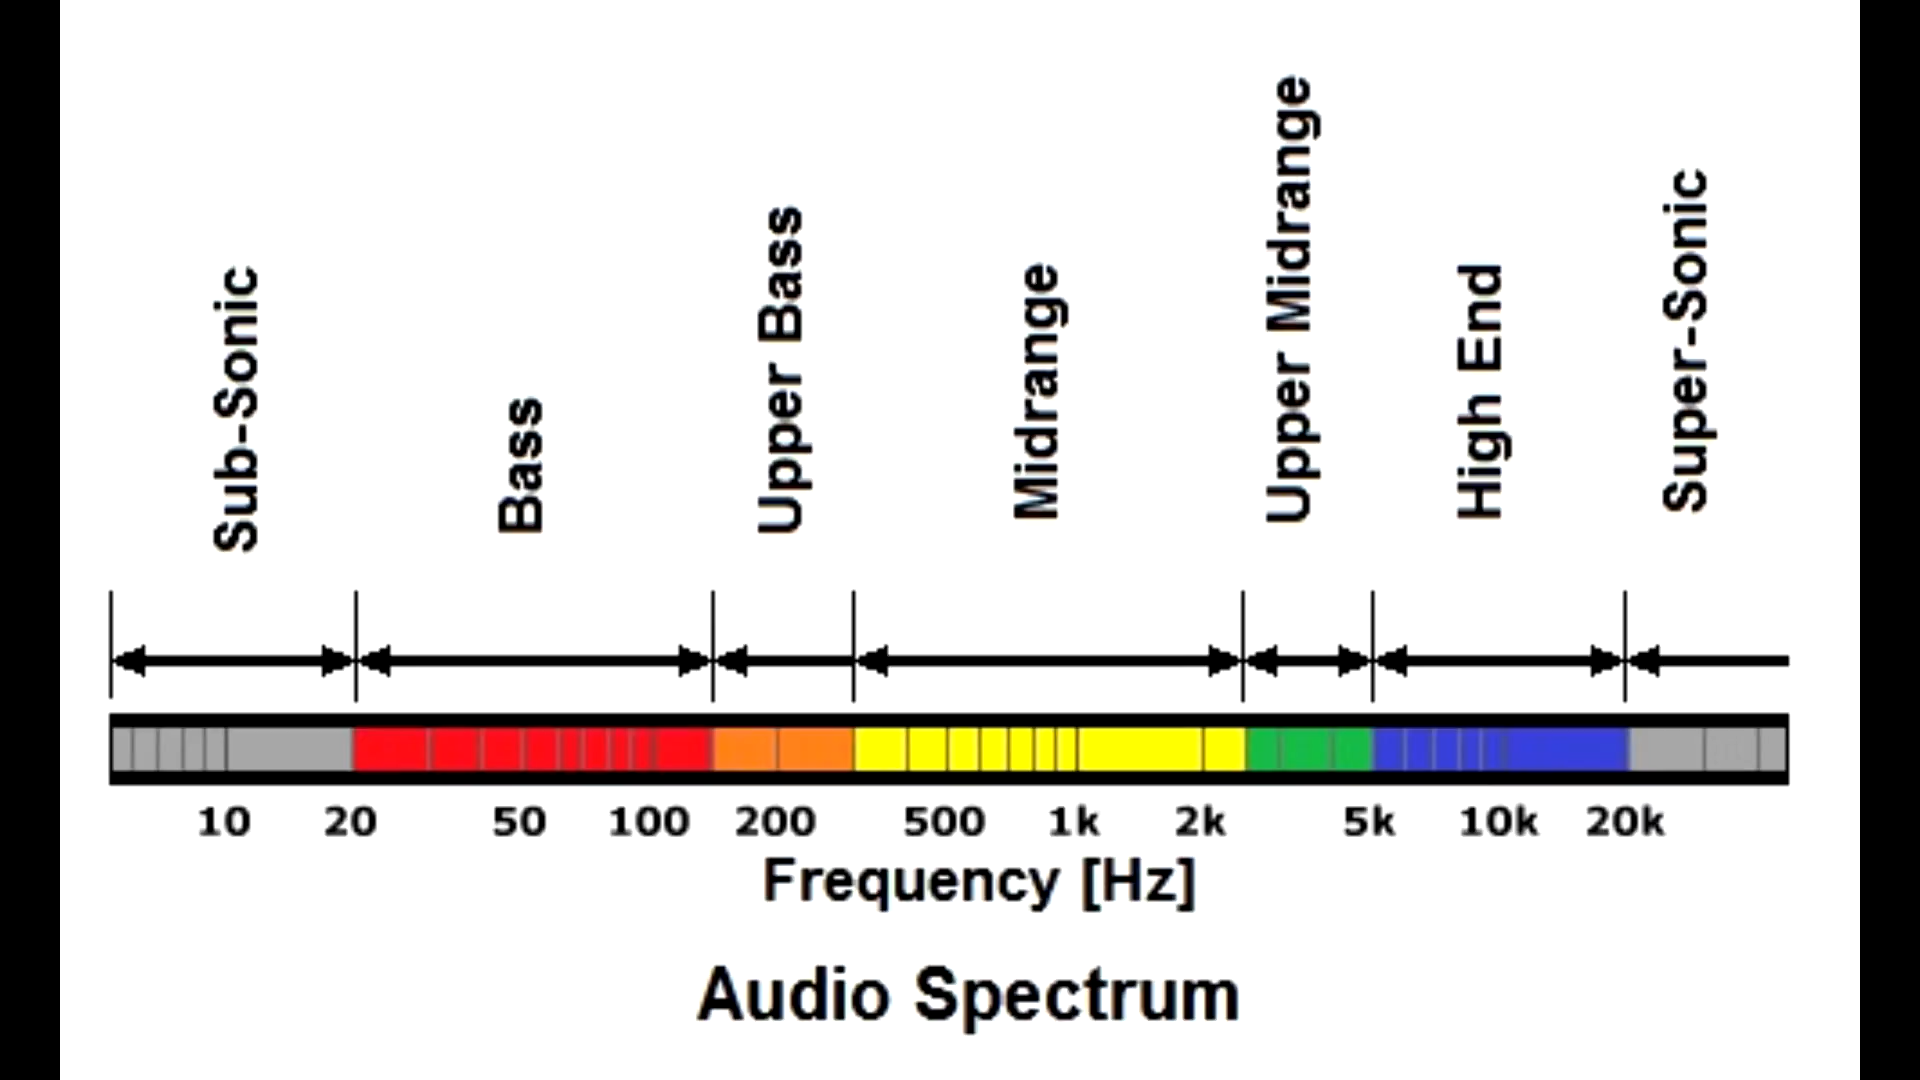 Sub-Sonic
Bass
Upper Bass
Midrange
Upper Midrange
High End
Super-Sonic
10 20 50 100 200 500 1k 2k 5k 10k 20k
Frequency [Hz]
Audio Spectrum